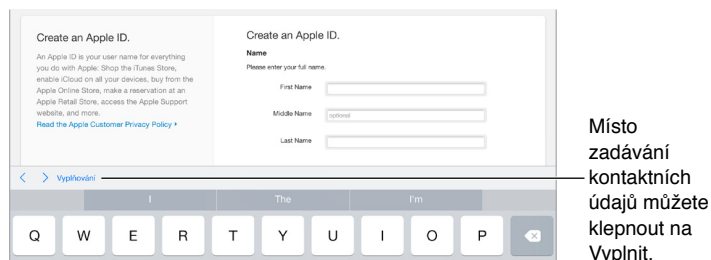 Create an Apple ID.
An Apple ID is your user name for everything
you do with Apple: Shop the iTunes Store,
enable iCloud on all your devices, buy from the
Apple Online Store, make a reservation at an
Apple Retail Store, access the Apple Support
website, and more.
Read the Apple Customer Privacy Policy
Create an Apple ID.
Name
Please enter your full name.
First Name
Middle Name optional
Last Name
Vyplňování
I The I'm
Q W E R T Y U I O P
Místo
zadávání
kontaktních
údajů můžete
klepnout na
Vyplnit.